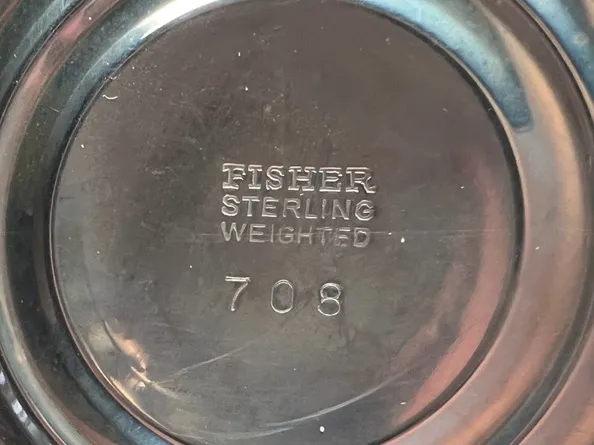 FISHER
STERLING
WEIGHTED
708